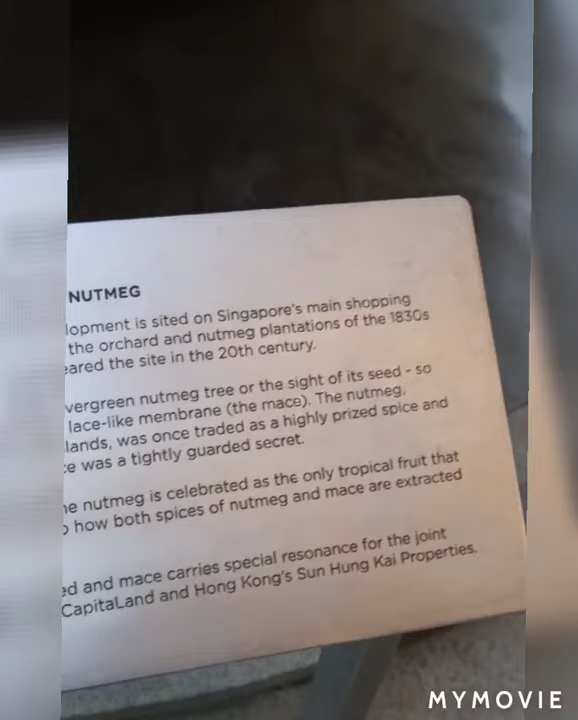 NUTMEG
lopment is sited on Singapore's main shopping
the orchard and nutmeg plantations of the 1830s
eared the site in the 20th century.
vergreen nutmeg tree or the sight of its seed - so
lace-like membrane (the mace). The nutmeg,
lands, was once traded as a highly prized spice and
e was a tightly guarded secret.
e nutmeg is celebrated as the only tropical fruit that
how both spices of nutmeg and mace are extracted
ed and mace carries special resonance for the joint
CapitaLand and Hong Kong's Sun Hung Kai Properties.
MYMOVIE